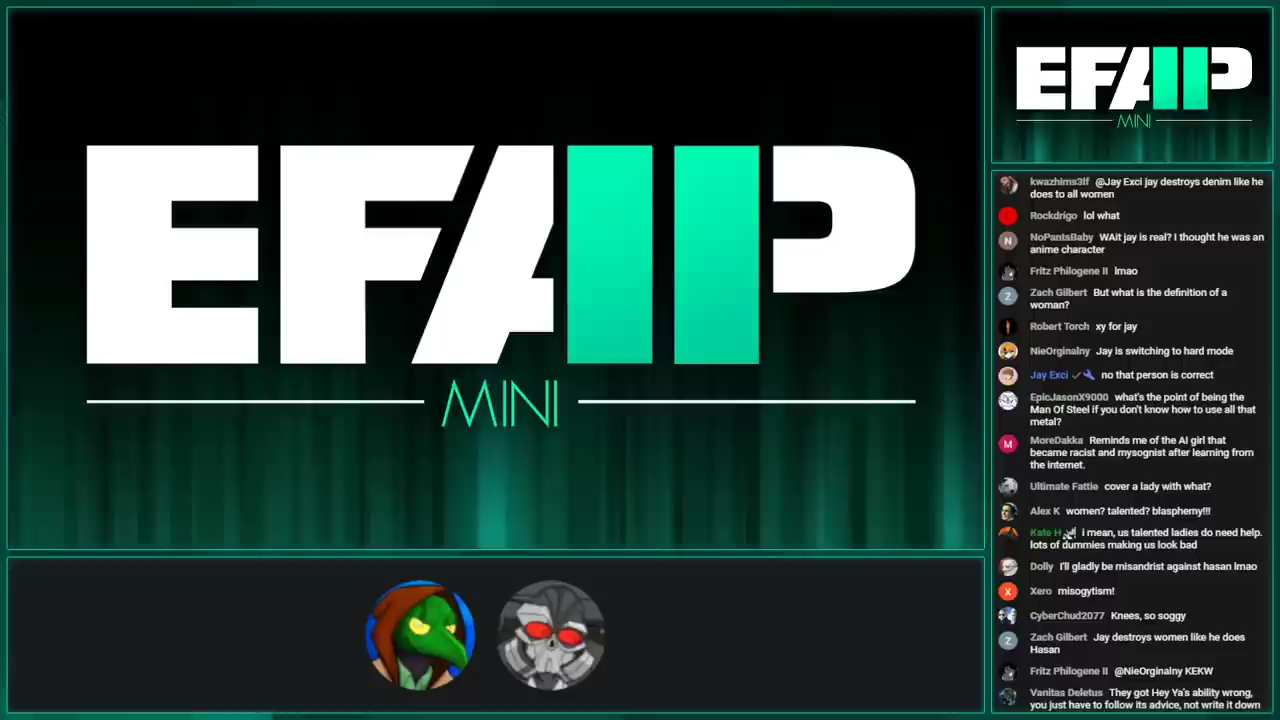 EFAP
MINI
EFAP
MINI
kwazhims3lf @Jay Exci jay destroys denim like he
does to all women
Rockdrigo lol what
N NoPantsBaby WAit jay is real? I thought he was an
anime character
Fritz Philogene II lmao
Z Zach Gilbert But what is the definition of a
woman?
Robert Torch xy for jay
NieOrginalny Jay is switching to hard mode
Jay Exci no that person is correct
EpicJasonX9000 what's the point of being the
Man Of Steel if you don't know how to use all that
metal?
M MoreDakka Reminds me of the AI girl that
became racist and mysognist after learning from
the internet.
Ultimate Fattie cover a lady with what?
Alex K women? talented? blasphemy!!!
Kate H i mean, us talented ladies do need help.
lots of dummies making us look bad
Dolly I'll gladly be misandrist against hasan lmao
X Xero misogytism!
CyberChud2077 Knees, so soggy
Z Zach Gilbert Jay destroys women like he does
Hasan
Fritz Philogene II @NieOrginalny KEKW
Vanitas Deletus They got Hey Ya's ability wrong,
you just have to follow its advice, not write it down